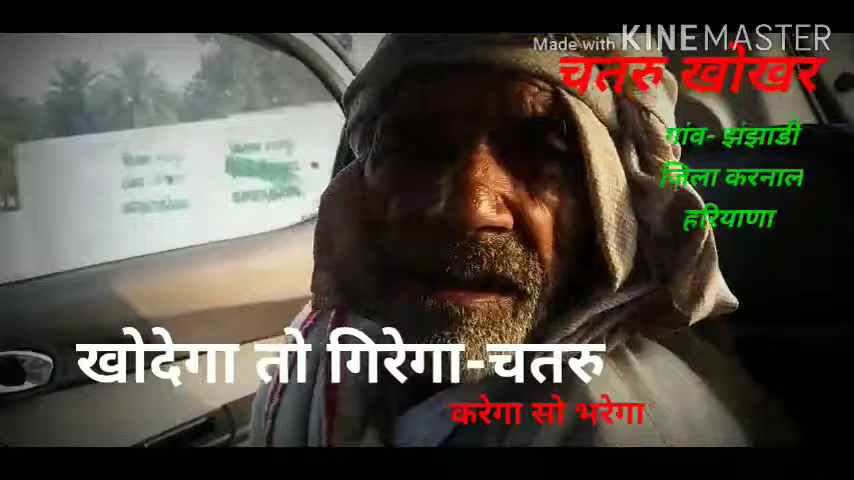 Made with KINEMASTER
चतरु खोखर
गांव- झंझाडी
जिला करनाल
हरियाणा
खोदेगा तो गिरेगा-चतरु
करेगा सो भरेगा